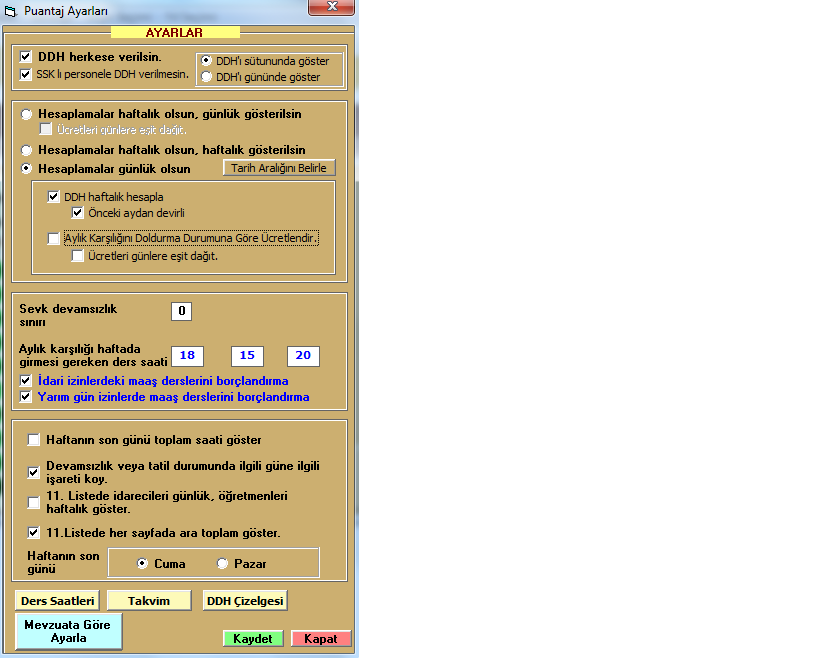 Puantaj Ayarları
AYARLAR
DDH herkese verilsin.
SSK lı personele DDH verilmesin.
DDH'ı sütununda göster
DDH'ı gününde göster
Hesaplamalar haftalık olsun, günlük gösterilsin
Ücretleri günlere eşit dağıt.
Hesaplamalar haftalık olsun, haftalık gösterilsin
Hesaplamalar günlük olsun
Tarih Aralığını Belirle
DDH haftalık hesapla
Önceki aydan devirli
Aylık Karşılığını Doldurma Durumuna Göre Ücretlendir.
Ücretleri günlere eşit dağıt.
Sevk devamsızlık
sınırı
0
Aylık karşılığı haftada
girmesi gereken ders saati
18 15 20
İdari izinlerdeki maaş derslerini borçlandırma
Yarım gün izinlerde maaş derslerini borçlandırma
Haftanın son günü toplam saati göster
Devamsızlık veya tatil durumunda ilgili güne ilgili
işareti koy.
11. Listede idarecileri günlük, öğretmenleri
haftalık göster.
11.Listede her sayfada ara toplam göster.
Haftanın son
günü
Cuma
Pazar
Ders Saatleri
Takvim
DDH Çizelgesi
Mevzuata Göre
Ayarla
Kaydet
Kapat